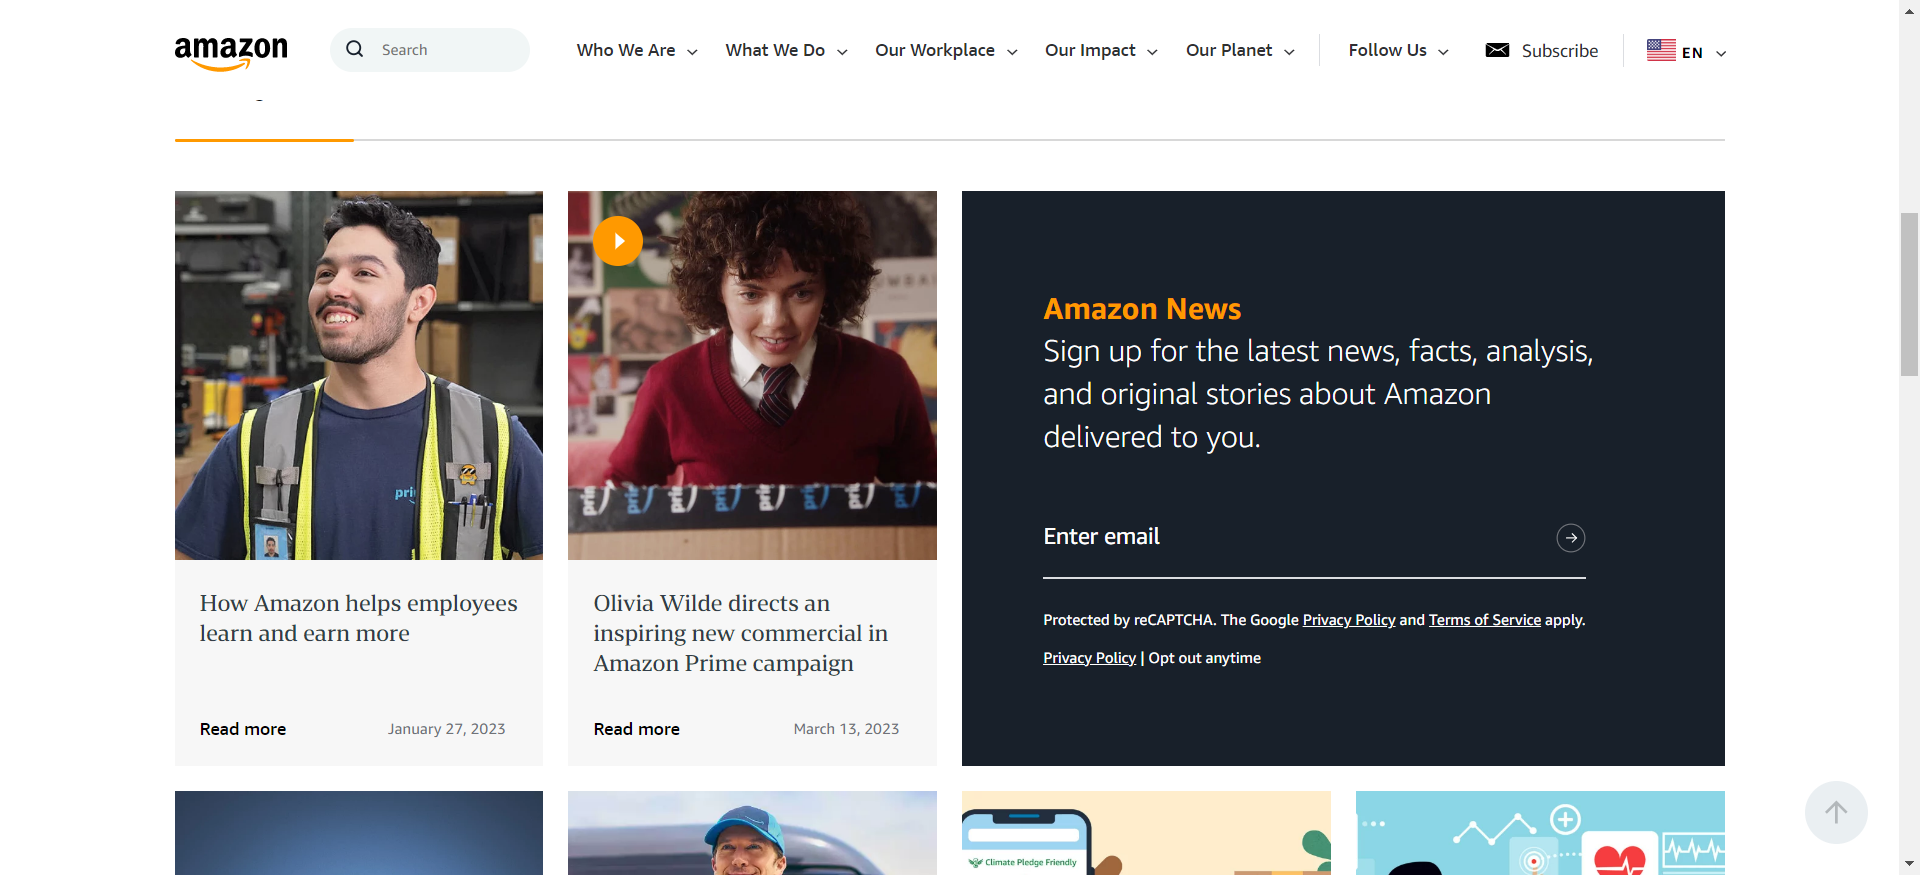 amazon
Search
Who We Are
What We Do
Our Workplace
Our Impact
Our Planet
Follow Us
Subscribe
EN
Amazon News
Sign up for the latest news, facts, analysis,
and original stories about Amazon
delivered to you.
Enter email
Protected by reCAPTCHA. The Google Privacy Policy and Terms of Service apply.
Privacy Policy | Opt out anytime
How Amazon helps employees
learn and earn more
Read more
January 27, 2023
Olivia Wilde directs an
inspiring new commercial in
Amazon Prime campaign
Read more
March 13, 2023
Climate Pledge Friendly